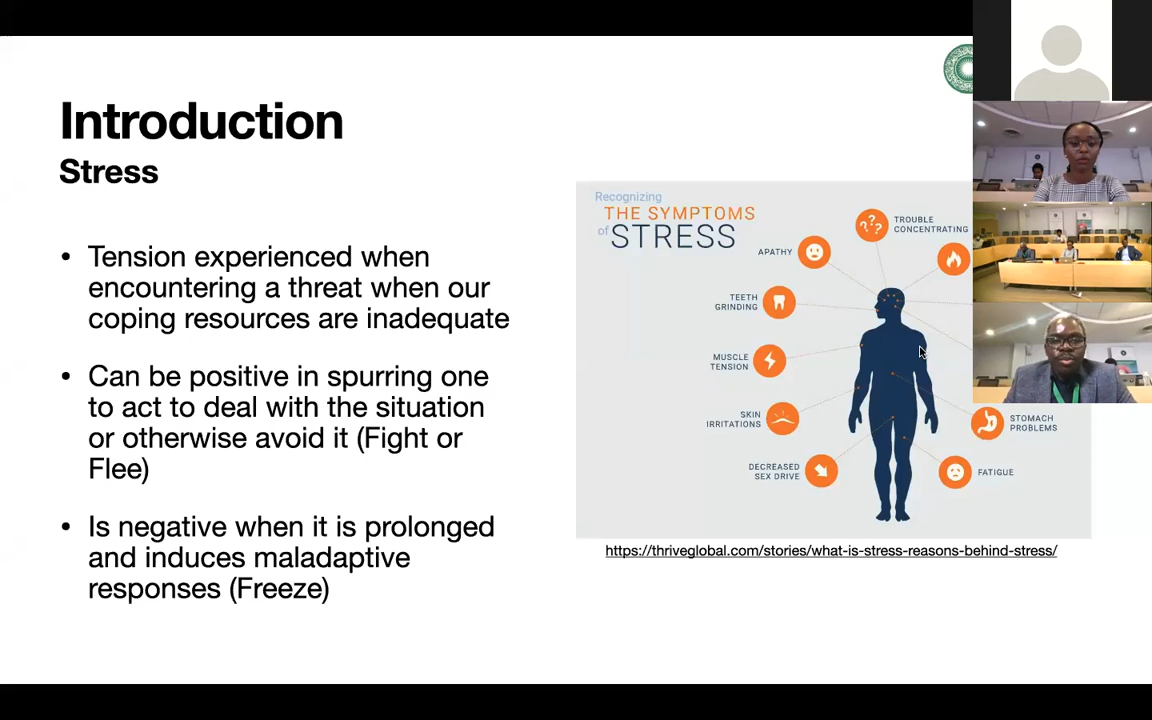 Introduction
Stress
• Tension experienced when
encountering a threat when our
coping resources are inadequate
• Can be positive in spurring one
to act to deal with the situation
or otherwise avoid it (Fight or
Flee)
• Is negative when it is prolonged
and induces maladaptive
responses (Freeze)
Recognizing
THE SYMPTOMS
of STRESS
TROUBLE
CONCENTRATING
APATHY
TEETH
GRINDING
MUSCLE
TENSION
SKIN
IRRITATIONS
STOMACH
PROBLEMS
DECREASED
SEX DRIVE
FATIGUE
https://thriveglobal.com/stories/what-is-stress-reasons-behind-stress/